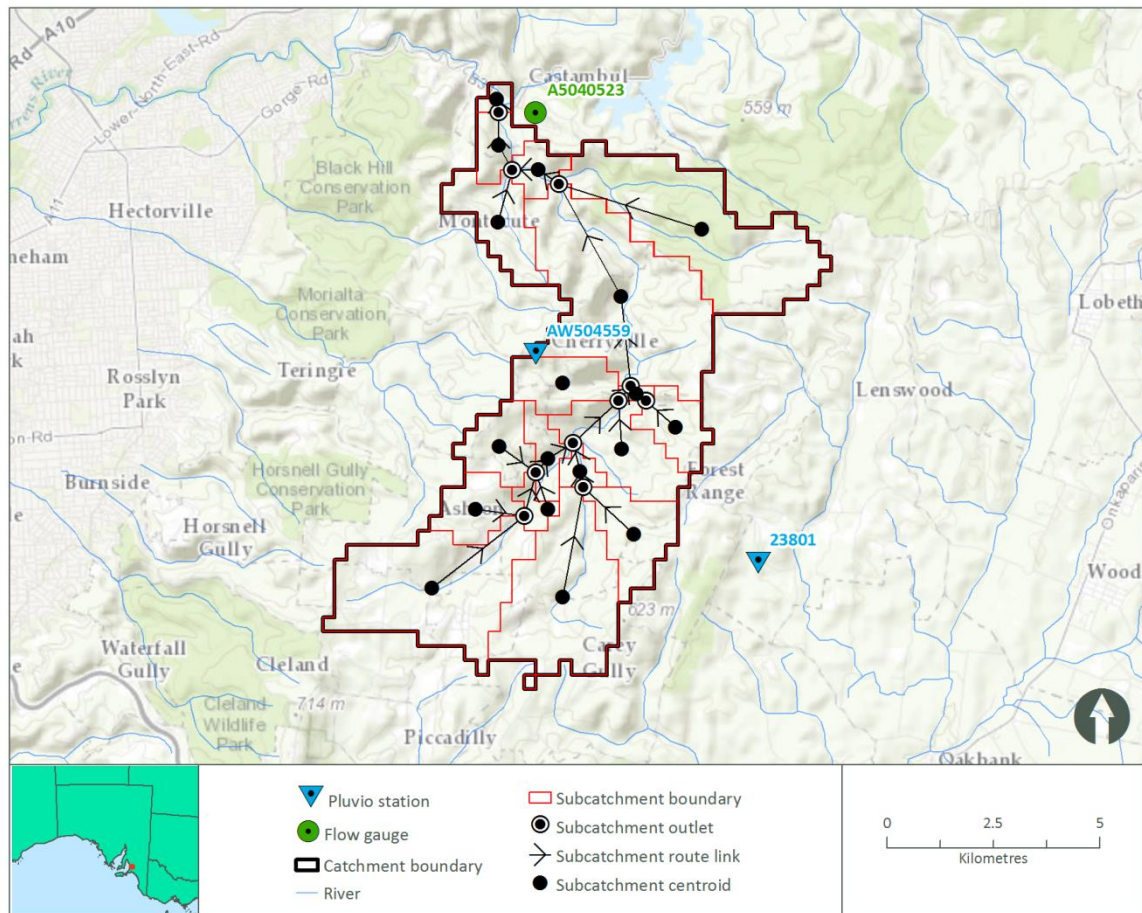 Rd - A10
A10
Lower-North-East-Rd
Gorge-Rd
Castambul
A5040523
559 m
Black Hill
Conservation
Park
A11
Hectorville
Montacute
Lobeth
Morialta
Conservation
Park
AW504559
Cherryville
Teringie
Rosslyn
Park
Lenswood
Horsnell Gully
Conservation
Park
Burnside
Forest
Range
Ashton
Horsnell
Gully
23801
Wood
623 m
Waterfall
Gully
Cleland
Carey
Gully
714 m
Cleland
Wildlife
Park
Piccadilly
Oakbank
Pluvio station
Flow gauge
Catchment boundary
River
Subcatchment boundary
Subcatchment outlet
Subcatchment route link
Subcatchment centroid
0 2.5 5
Kilometres